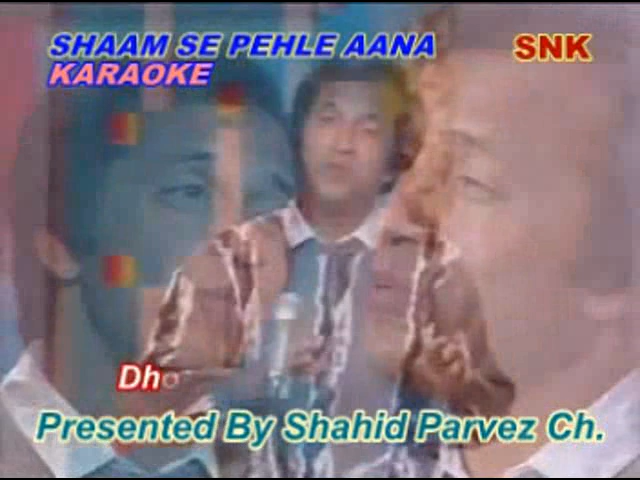 SHAAM SE PEHLE AANA
SNK
KARAOKE
Dho
Presented By Shahid Parvez Ch.